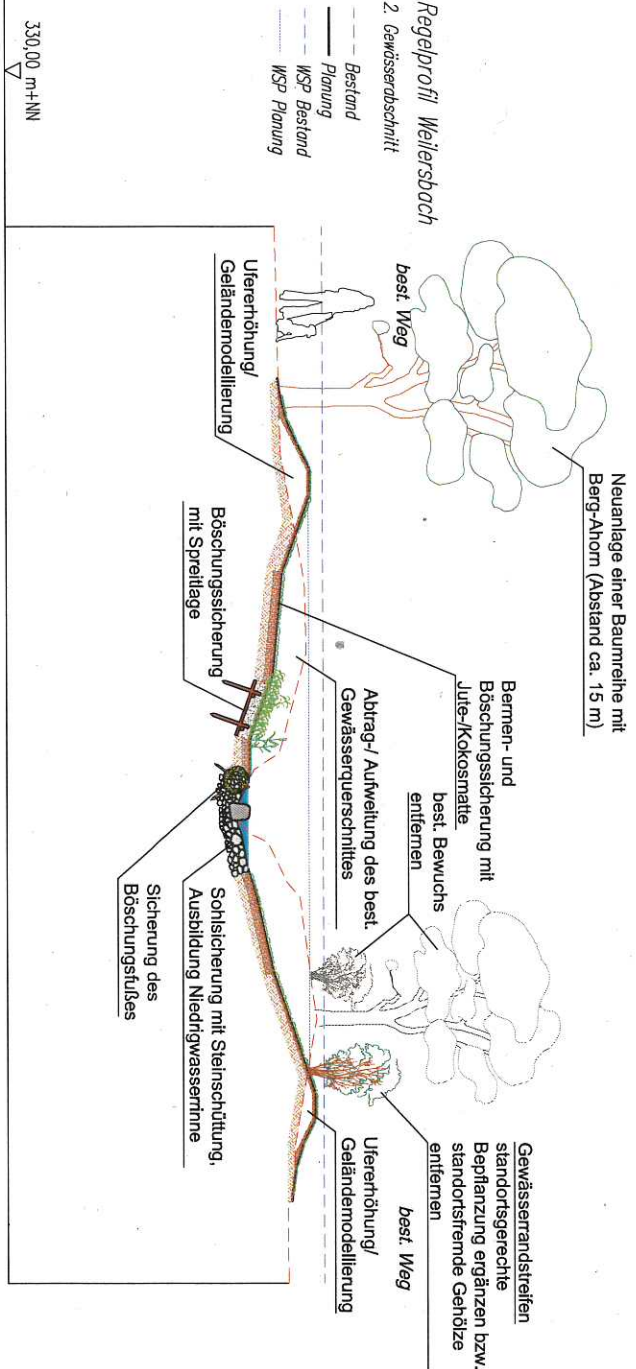 Regelprofil Weilersbach
2. Gewässerabschnitt
Bestand
Planung
WSP Bestand
WSP Planung
330,00 m+NN
Neuanlage einer Baumreihe mit
Berg-Ahorn (Abstand ca. 15 m)
best. Weg
Ufererhöhung/
Geländemodellierung
Böschungssicherung
mit Spreitlage
Bermen- und
Böschungssicherung mit
Jute-/Kokosmatte
Abtrag-/ Aufweitung des best.
Gewässerquerschnittes
best. Bewuchs
entfernen
Sicherung des
Böschungsfußes
Sohlsicherung mit Steinschüttung,
Ausbildung Niedrigwasserrinne
Gewässerrandstreifen
standortsgerechte
Bepflanzung ergänzen bzw.
standortsfremde Gehölze
entfernen
best. Weg
Ufererhöhung/
Geländemodellierung